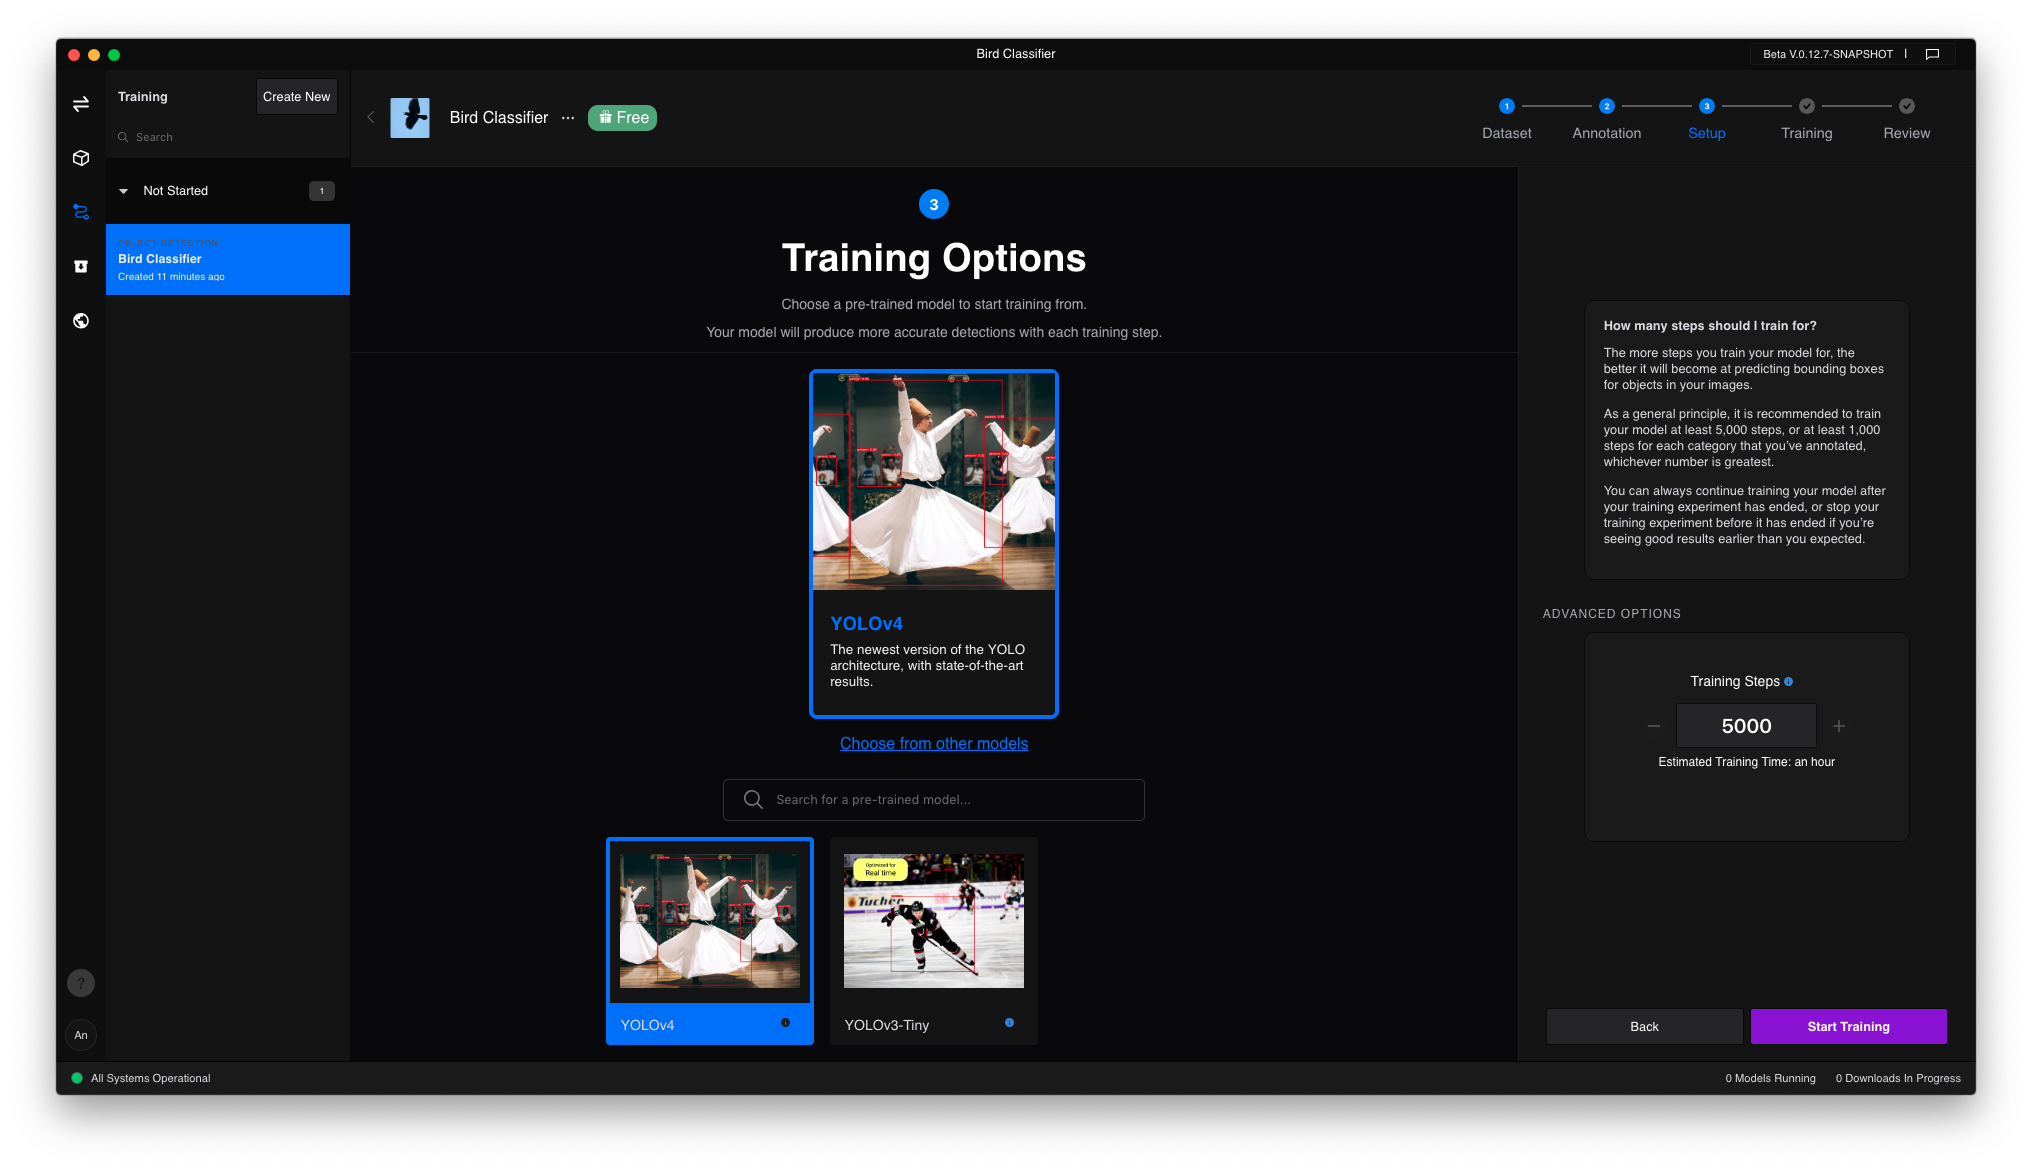 Bird Classifier
Beta V.0.12.7-SNAPSHOT
Training
Create New
Search
Not Started
1
OBJECT DETECTION
Bird Classifier
Created 11 minutes ago
Bird Classifier
Free
1
2
3
Dataset
Annotation
Setup
Training
Review
3
Training Options
Choose a pre-trained model to start training from.
Your model will produce more accurate detections with each training step.
YOLOv4
The newest version of the YOLO
architecture, with state-of-the-art
results.
Choose from other models
Search for a pre-trained model...
YOLOv4
Optimized for
Real time
Tucher
YOLOv3-Tiny
How many steps should I train for?
The more steps you train your model for, the
better it will become at predicting bounding boxes
for objects in your images.
As a general principle, it is recommended to train
your model at least 5,000 steps, or at least 1,000
steps for each category that you've annotated,
whichever number is greatest.
You can always continue training your model after
your training experiment has ended, or stop your
training experiment before it has ended if you're
seeing good results earlier than you expected.
ADVANCED OPTIONS
Training Steps
5000
Estimated Training Time: an hour
Back
Start Training
?
An
All Systems Operational
0 Models Running
0 Downloads In Progress